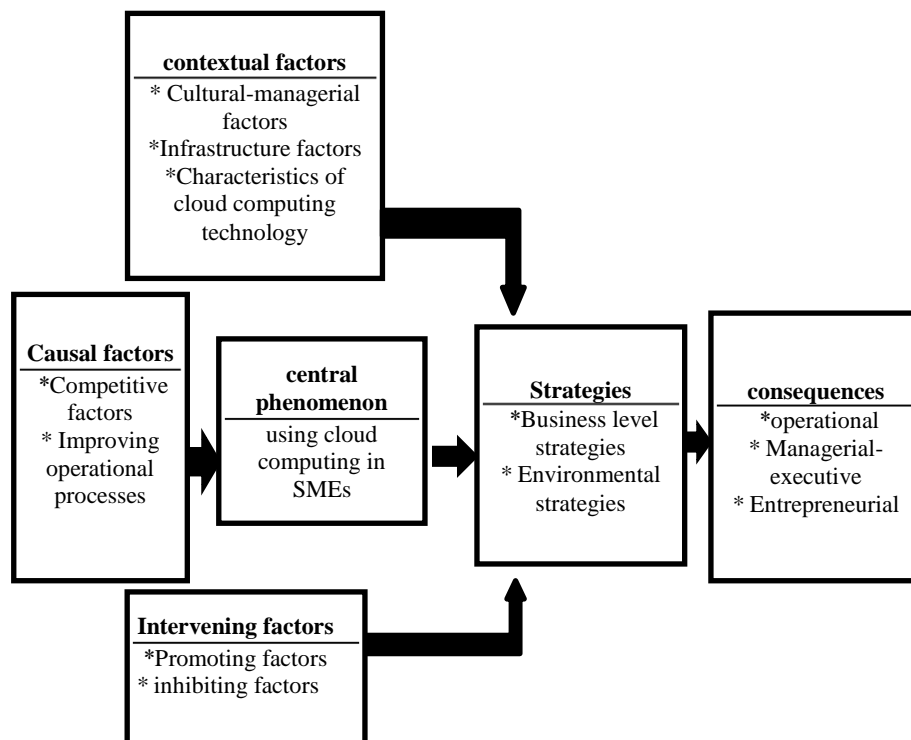 contextual factors
* Cultural-managerial
factors
*Infrastructure factors
*Characteristics of
cloud computing
technology
Causal factors
*Competitive
factors
* Improving
operational
processes
central
phenomenon
using cloud
computing in
SMEs
Strategies
*Business level
strategies
* Environmental
strategies
consequences
*operational
* Managerial-
executive
* Entrepreneurial
Intervening factors
*Promoting factors
* inhibiting factors